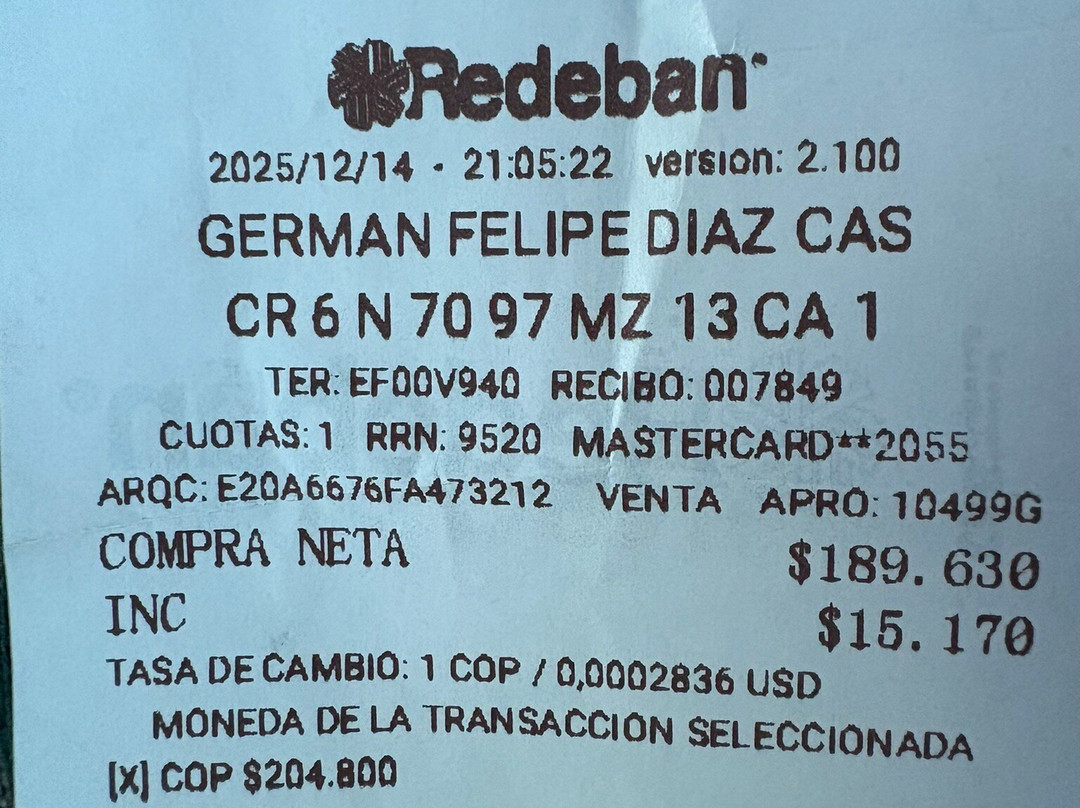 Redeban
2025/12/14 - 21:05:22 version: 2.100
GERMAN FELIPE DIAZ CAS
CR 6 N 70 97 MZ 13 CA 1
TER: EF00V940 RECIBO: 007849
CUOTAS: 1 RRN: 9520 MASTERCARD**2055
ARQC: E20A6676FA473212 VENTA APRO: 10499G
COMPRA NETA $189.630
INC $15.170
TASA DE CAMBIO: 1 COP / 0,0002836 USD
MONEDA DE LA TRANSACCION SELECCIONADA
[X] COP $204.800